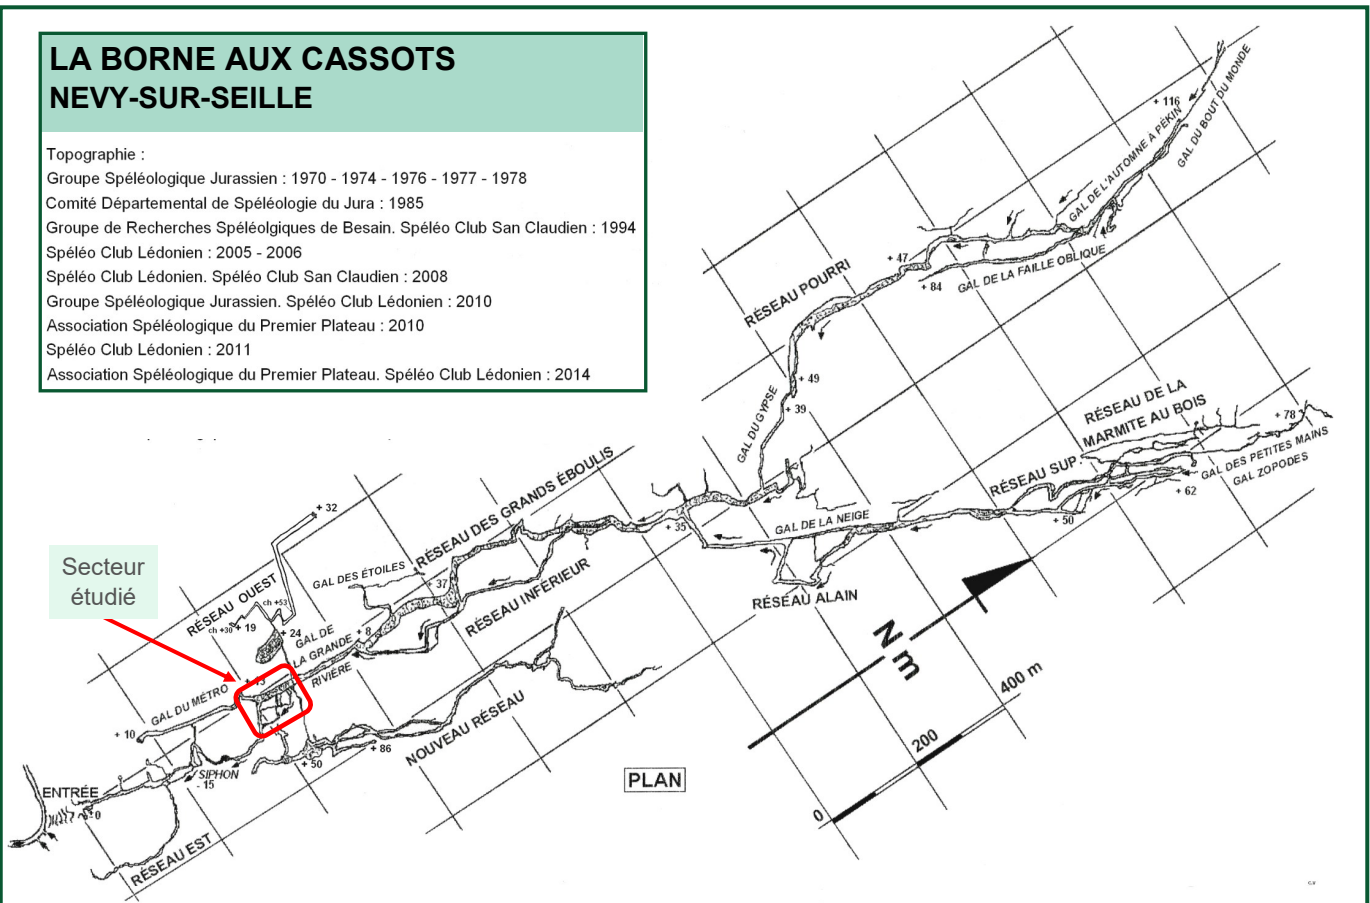 LA BORNE AUX CASSOTS
NEVY-SUR-SEILLE
Topographie :
Groupe Spéléologique Jurassien : 1970 - 1974 - 1976 - 1977 - 1978
Comité Départemental de Spéléologie du Jura : 1985
Groupe de Recherches Spéléolgiques de Besain. Spéléo Club San Claudien : 1994
Spéléo Club Lédonien : 2005 - 2006
Spéléo Club Lédonien. Spéléo Club San Claudien : 2008
Groupe Spéléologique Jurassien. Spéléo Club Lédonien : 2010
Association Spéléologique du Premier Plateau : 2010
Spéléo Club Lédonien : 2011
Association Spéléologique du Premier Plateau. Spéléo Club Lédonien : 2014
+ 116
GAL DE L'AUTOMNE À PÉKIN
GAL DU BOUT DU MONDE
+ 47
+ 84
GAL DE LA FAILLE OBLIQUE
RÉSEAU POURRI
+ 49
+ 39
GAL DU GYPSE
RÉSEAU DE LA
MARMITE AU BOIS
+ 78
RÉSEAU SUP.
GAL DES PETITES MAINS
GAL ZOPODES
+ 62
+ 50
GAL DE LA NEIGE
+ 35
RÉSEAU ALAIN
RÉSEAU DES GRANDS ÉBOULIS
+ 32
GAL DES ÉTOILES
+ 37
RÉSEAU INFÉRIEUR
Secteur
étudié
RÉSEAU OUEST
ch +53
ch +30
+ 19
+ 24
GAL DE
LA GRANDE
RIVIÈRE
+ 8
GAL DU MÉTRO
+ 10
NOUVEAU RÉSEAU
+ 86
+ 50
SIPHON
- 15
ENTRÉE
+0
RÉSEAU EST
PLAN
N
m
0
200
400 m